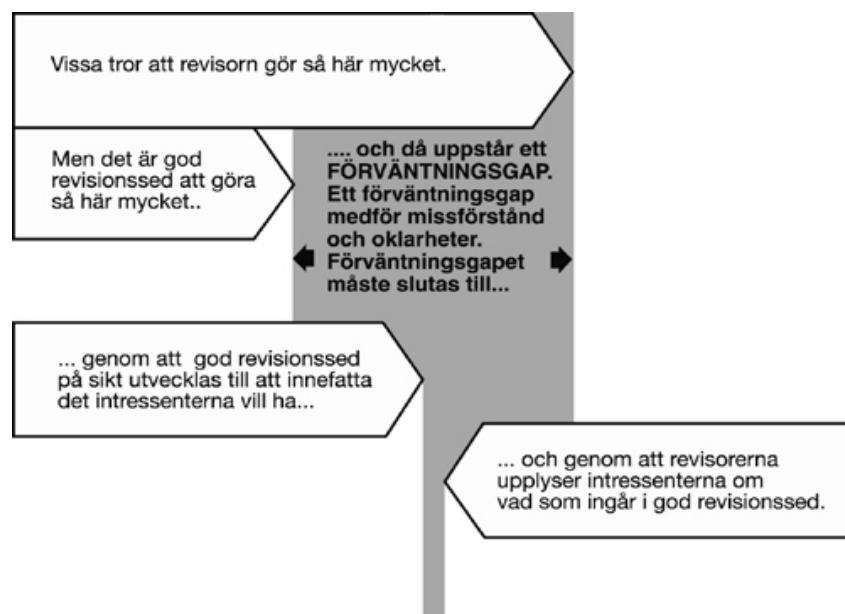 Vissa tror att revisorn gör så här mycket.
Men det är god
revisionssed att göra
så här mycket..
.... och då uppstår ett
FÖRVÄNTNINGSGAP.
Ett förväntningsgap
medför missförstånd
och oklarheter.
Förväntningsgapet
måste slutas till...
... genom att god revisionssed
på sikt utvecklas till att innefatta
det intressenterna vill ha...
... och genom att revisorerna
upplyser intressenterna om
vad som ingår i god revisionssed.